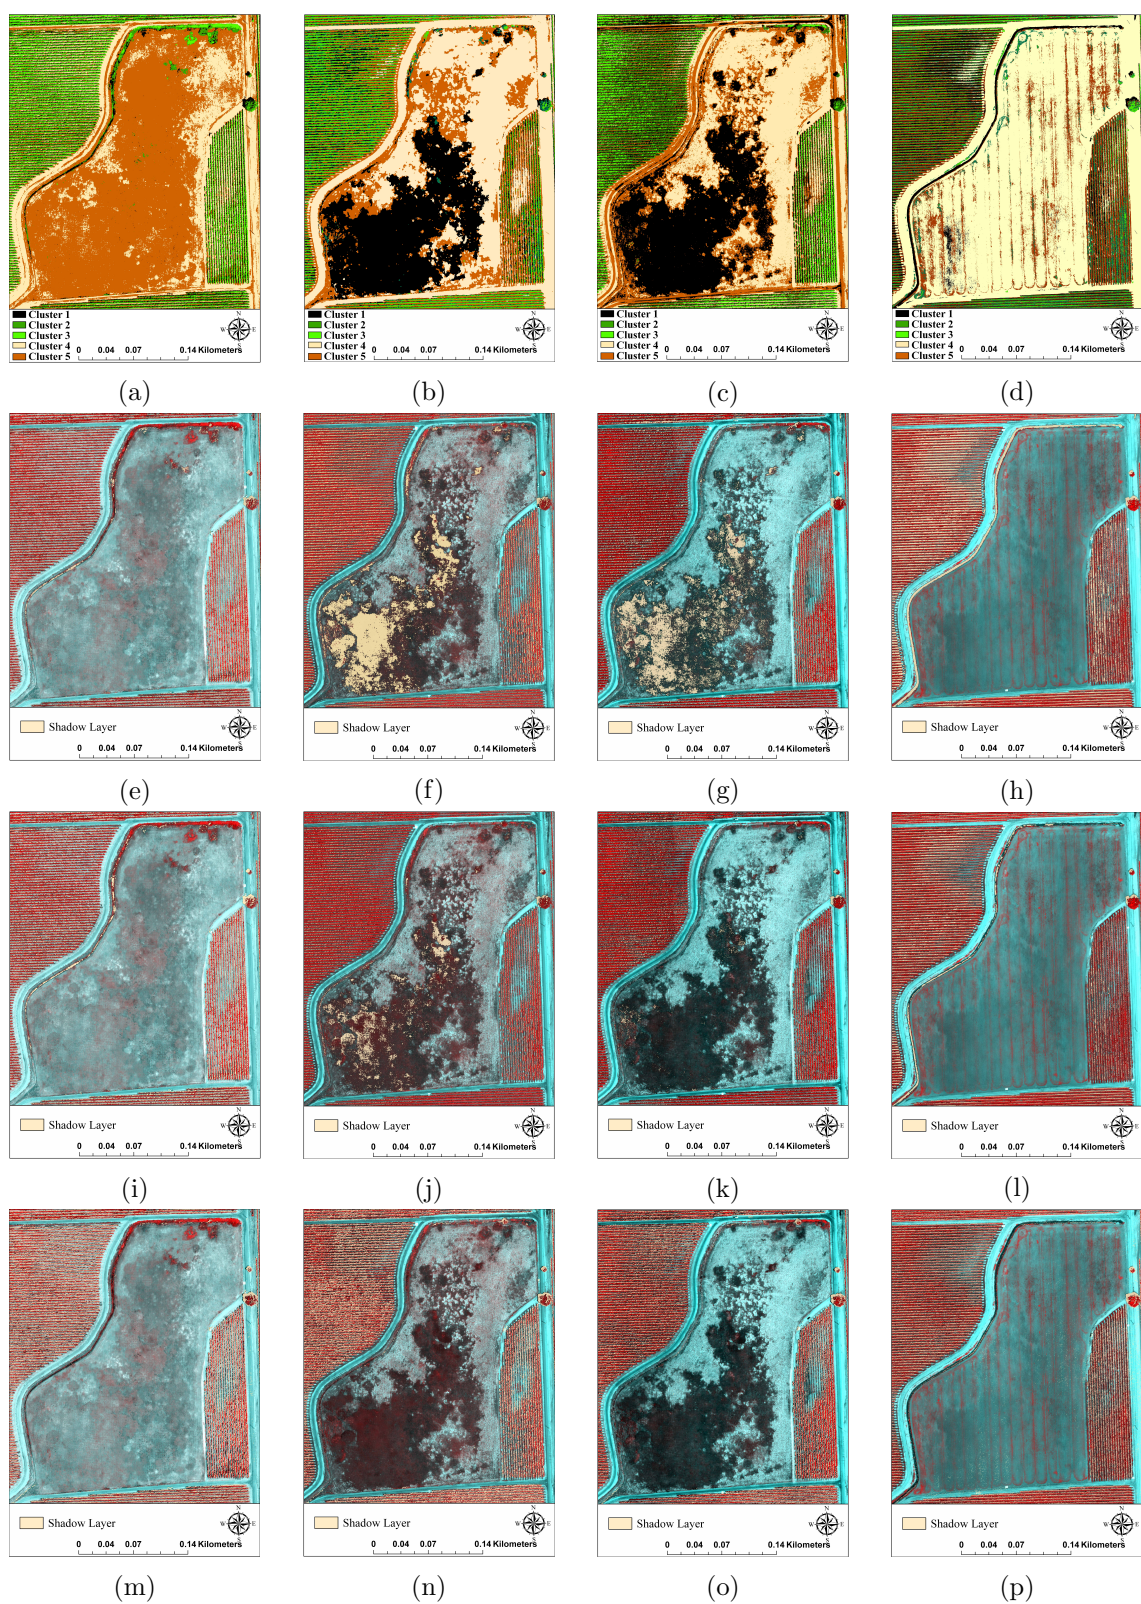 Cluster 1
Cluster 2
Cluster 3
Cluster 4
Cluster 5
0 0.04 0.07 0.14 Kilometers
N
W E
S
Cluster 1
Cluster 2
Cluster 3
Cluster 4
Cluster 5
0 0.04 0.07 0.14 Kilometers
N
W E
S
Cluster 1
Cluster 2
Cluster 3
Cluster 4
Cluster 5
0 0.04 0.07 0.14 Kilometers
N
W E
S
Cluster 1
Cluster 2
Cluster 3
Cluster 4
Cluster 5
0 0.04 0.07 0.14 Kilometers
N
W E
S
(a) (b) (c) (d)
Shadow Layer
0 0.04 0.07 0.14 Kilometers
N
W E
S
Shadow Layer
0 0.04 0.07 0.14 Kilometers
N
W E
S
Shadow Layer
0 0.04 0.07 0.14 Kilometers
N
W E
S
Shadow Layer
0 0.04 0.07 0.14 Kilometers
N
W E
S
(e) (f) (g) (h)
Shadow Layer
0 0.04 0.07 0.14 Kilometers
N
W E
S
Shadow Layer
0 0.04 0.07 0.14 Kilometers
N
W E
S
Shadow Layer
0 0.04 0.07 0.14 Kilometers
N
W E
S
Shadow Layer
0 0.04 0.07 0.14 Kilometers
N
W E
S
(i) (j) (k) (l)
Shadow Layer
0 0.04 0.07 0.14 Kilometers
N
W E
S
Shadow Layer
0 0.04 0.07 0.14 Kilometers
N
W E
S
Shadow Layer
0 0.04 0.07 0.14 Kilometers
N
W E
S
Shadow Layer
0 0.04 0.07 0.14 Kilometers
N
W E
S
(m) (n) (o) (p)